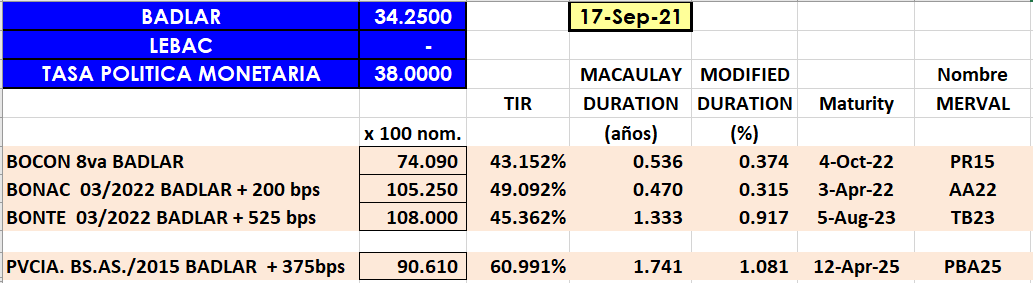 BADLAR 34.2500 17-Sep-21
LEBAC -
TASA POLITICA MONETARIA 38.0000 MACAULAY MODIFIED Nombre
TIR DURATION DURATION Maturity MERVAL
x 100 nom. (años) (%)
BOCON 8va BADLAR 74.090 43.152% 0.536 0.374 4-Oct-22 PR15
BONAC 03/2022 BADLAR + 200 bps 105.250 49.092% 0.470 0.315 3-Apr-22 AA22
BONTE 03/2022 BADLAR + 525 bps 108.000 45.362% 1.333 0.917 5-Aug-23 TB23
PVCIA. BS.AS./2015 BADLAR + 375bps 90.610 60.991% 1.741 1.081 12-Apr-25 PBA25